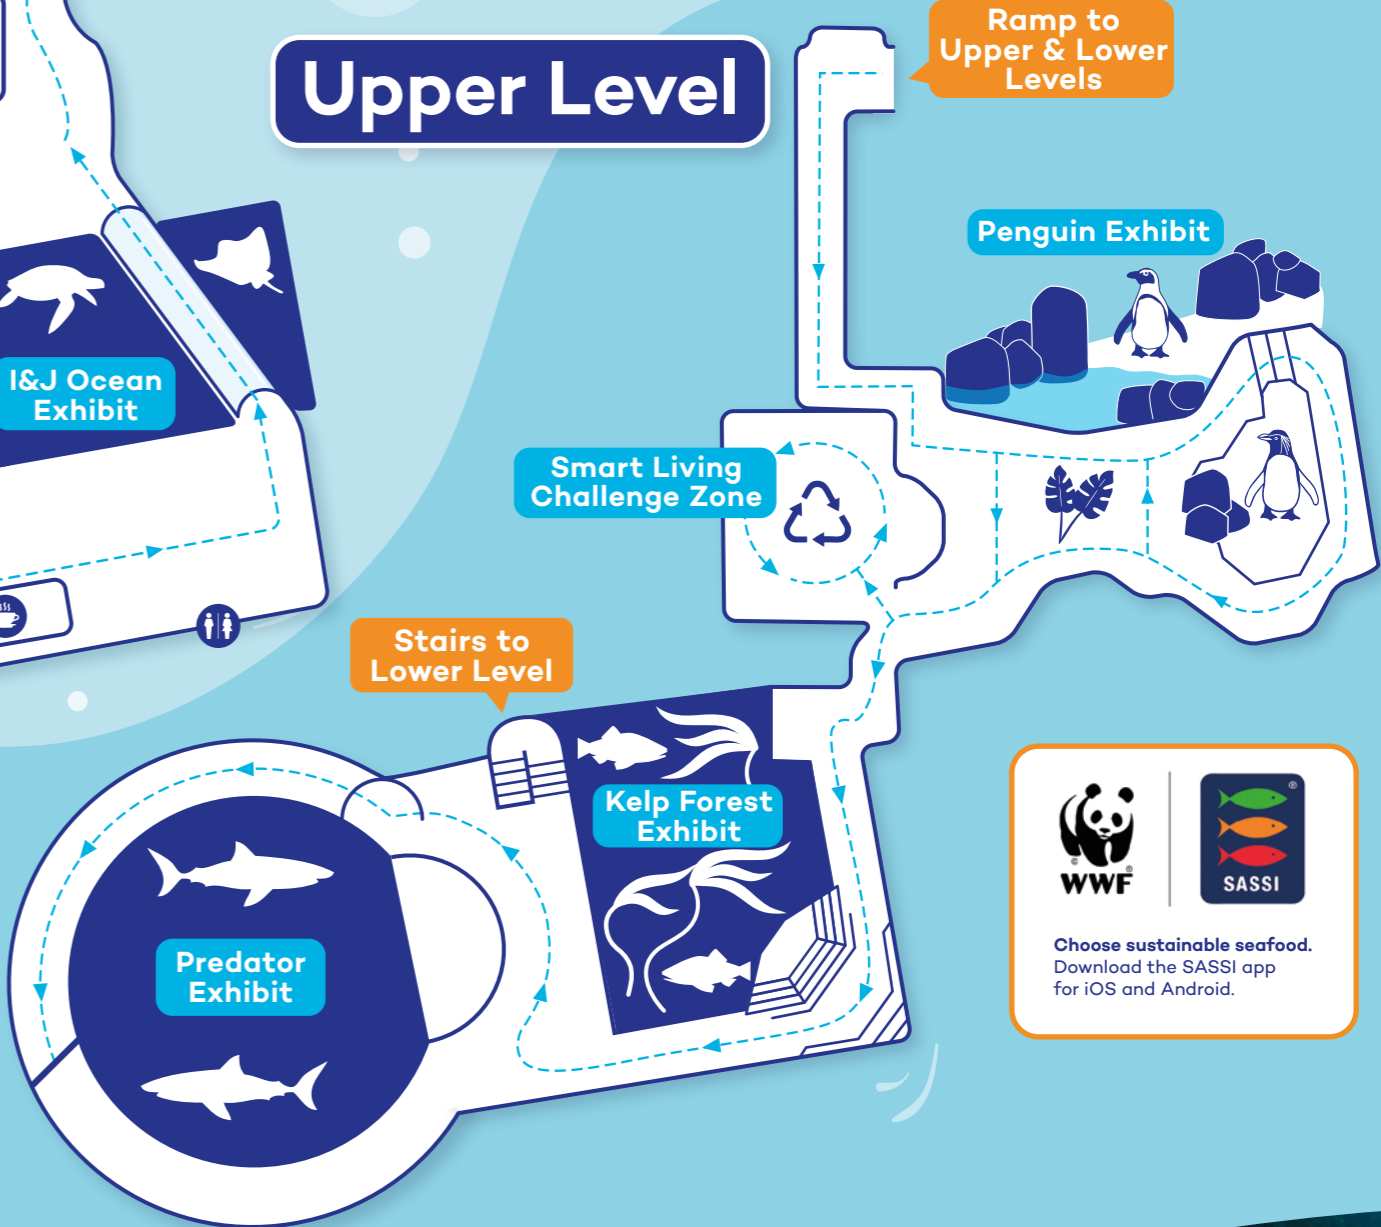 Upper Level
Ramp to
Upper & Lower
Levels
Penguin Exhibit
I&J Ocean
Exhibit
Smart Living
Challenge Zone
Stairs to
Lower Level
Kelp Forest
Exhibit
Predator
Exhibit
©
WWF
®
®
SASSI
Choose sustainable seafood.
Download the SASSI app
for iOS and Android.